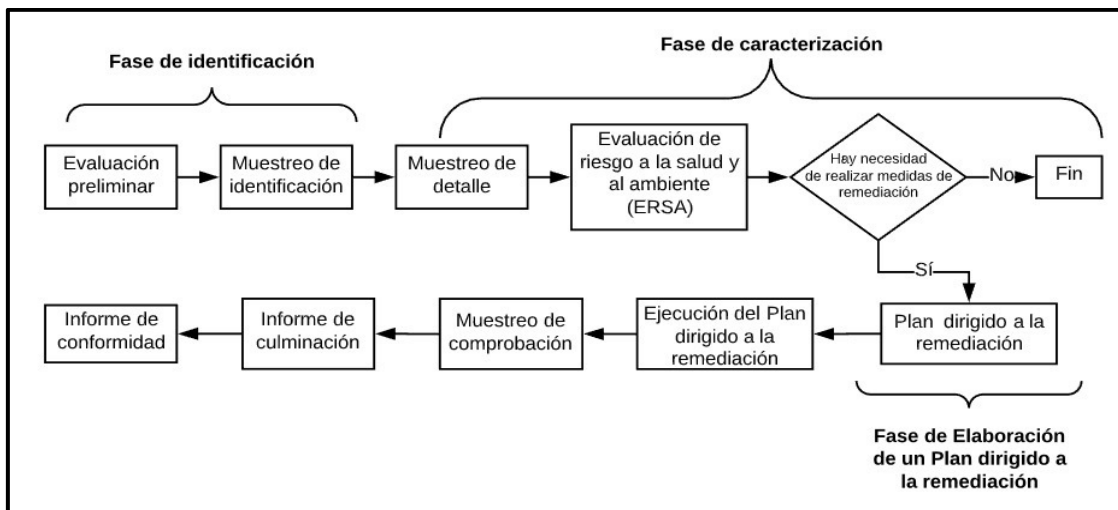 Fase de identificación
Fase de caracterización
Evaluación
preliminar
Muestreo de
identificación
Muestreo de
detalle
Evaluación de
riesgo a la salud y
al ambiente
(ERSA)
Hay necesidad
de realizar medidas de
remediación
No
Fin
Sí
Informe de
conformidad
Informe de
culminación
Muestreo de
comprobación
Ejecución del Plan
dirigido a la
remediación
Plan dirigido a la
remediación
Fase de Elaboración
de un Plan dirigido a
la remediación